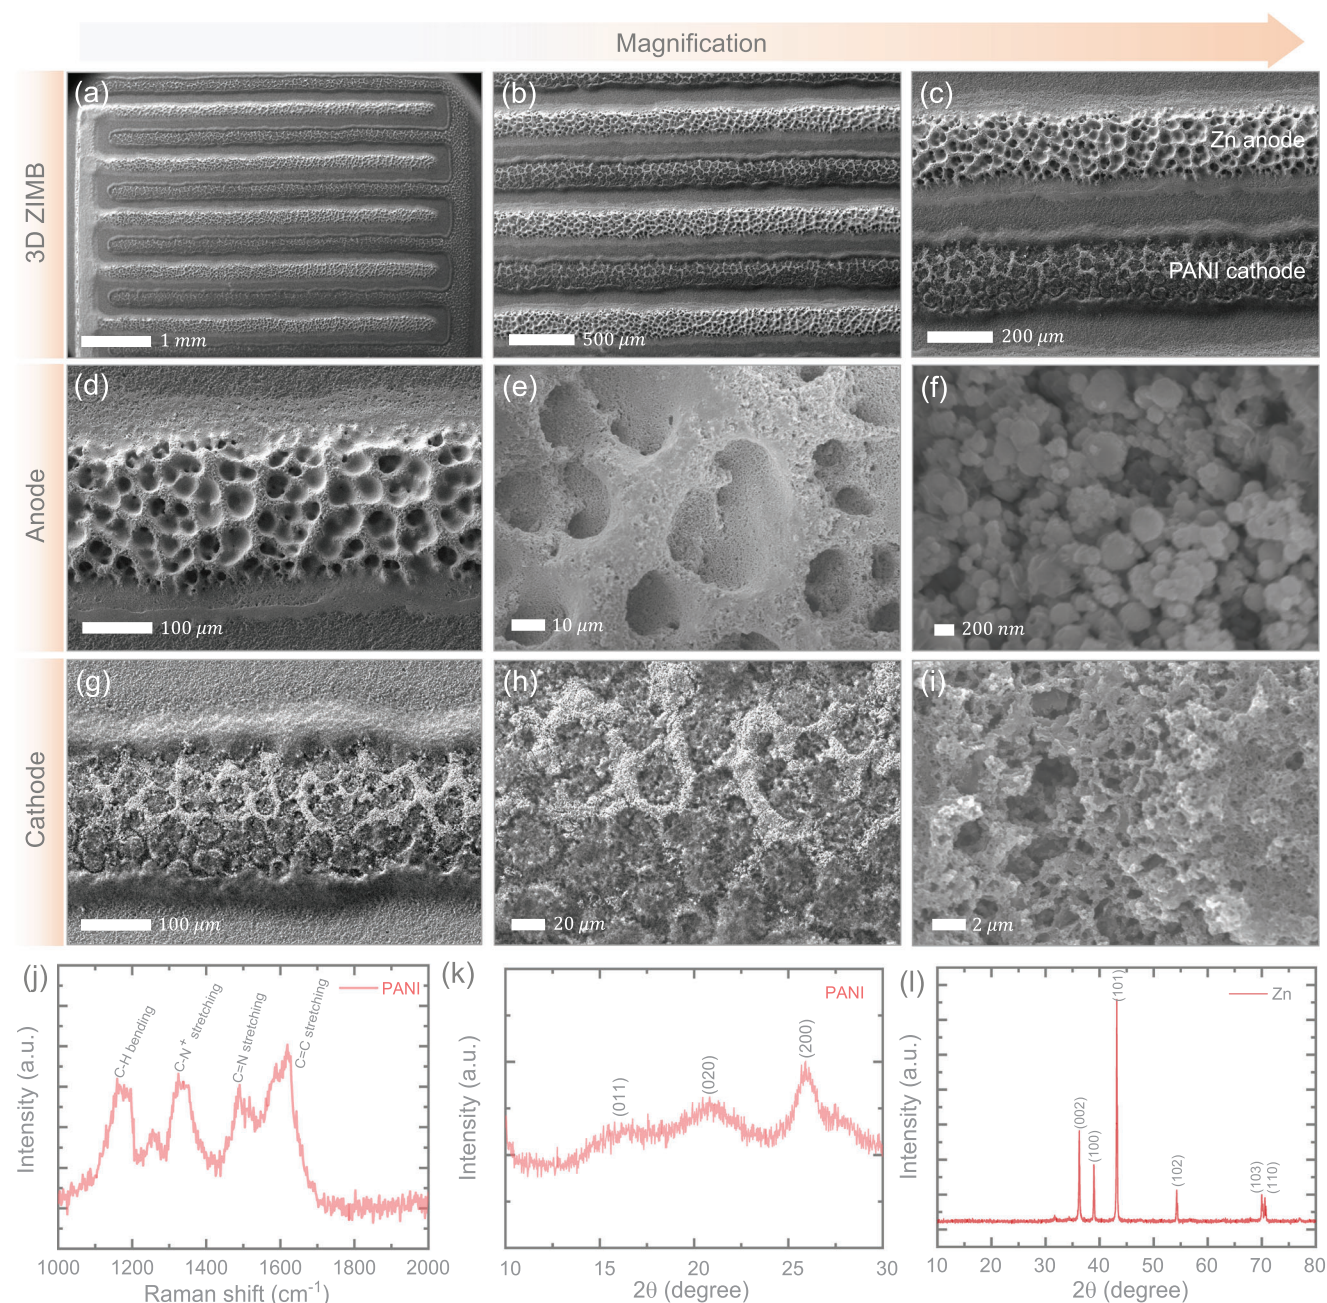 Magnification
3D ZIMB
(a)
1 mm
(b)
500 μm
(c)
Zn anode
PANI cathode
200 μm
Anode
(d)
100 μm
(e)
10 μm
(f)
200 nm
Cathode
(g)
100 μm
(h)
20 μm
(i)
2 μm
(j)
PANI
C-H bending
C-N⁺ stretching
C=N stretching
C=C stretching
Intensity (a.u.)
1000 1200 1400 1600 1800 2000
Raman shift (cm⁻¹)
(k)
PANI
(011)
(020)
(200)
Intensity (a.u.)
10 15 20 25 30
2θ (degree)
(l)
Zn
(002)
(100)
(101)
(102)
(103)
(110)
Intensity (a.u.)
10 20 30 40 50 60 70 80
2θ (degree)